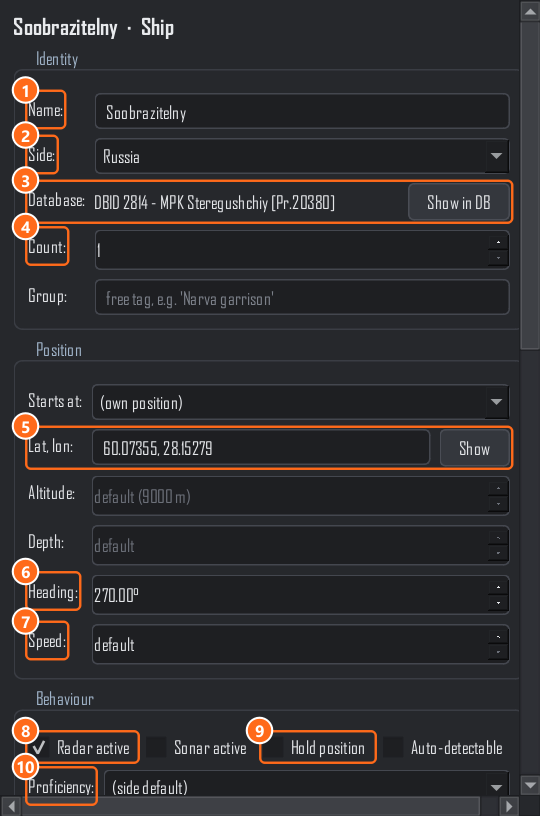 Soobrazitelny · Ship
Identity
1
Name: Soobrazitelny
2
Side: Russia
3
Database: DBID 2814 - MPK Steregushchiy [Pr.20380] Show in DB
4
Count: 1
Group: free tag, e.g. 'Narva garrison'
Position
Starts at: (own position)
5
Lat, lon: 60.07355, 28.15279 Show
Altitude: default (9000 m)
Depth: default
6
Heading: 270.00º
7
Speed: default
Behaviour
8 9
Radar active Sonar active Hold position Auto-detectable
10
Proficiency: (side default)